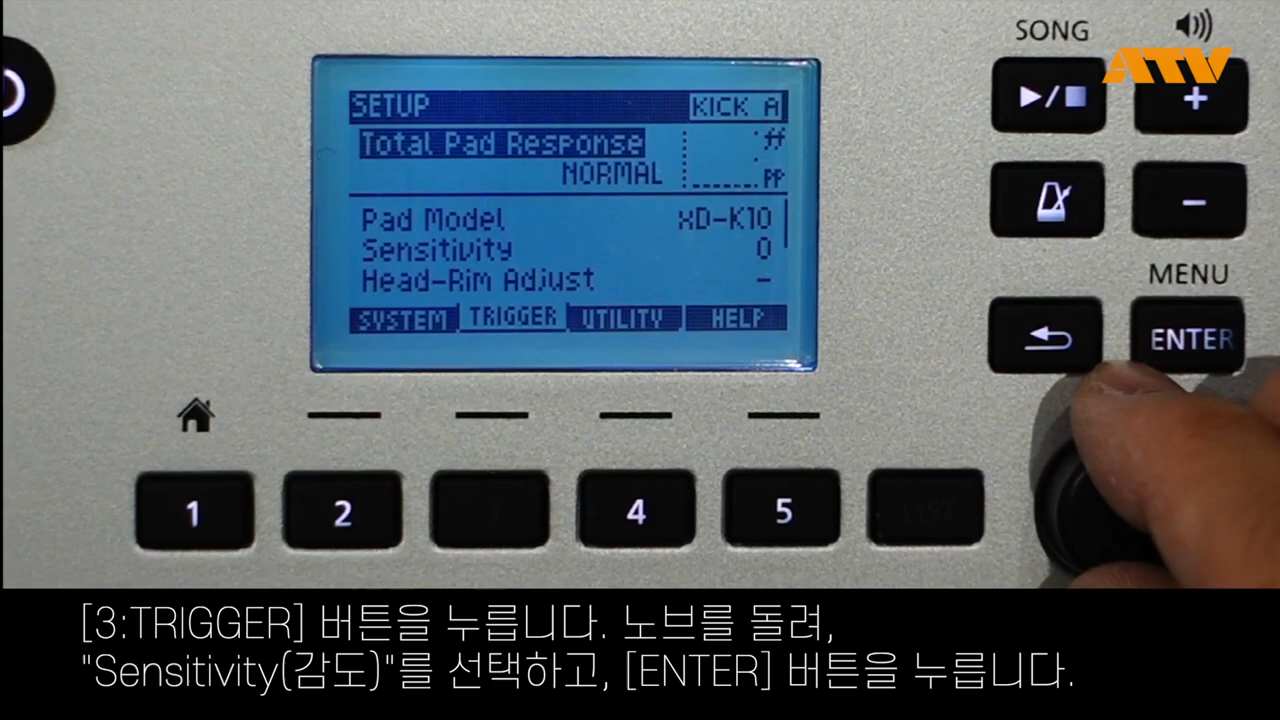 SONG
ATV
SETUP KICK A
Total Pad Response ff
NORMAL pp
Pad Model xD-K10
Sensitivity 0
Head-Rim Adjust -
SYSTEM TRIGGER UTILITY HELP
MENU
ENTER
1 2 4 5
[3:TRIGGER] 버튼을 누릅니다. 노브를 돌려,
"Sensitivity(감도)"를 선택하고, [ENTER] 버튼을 누릅니다.